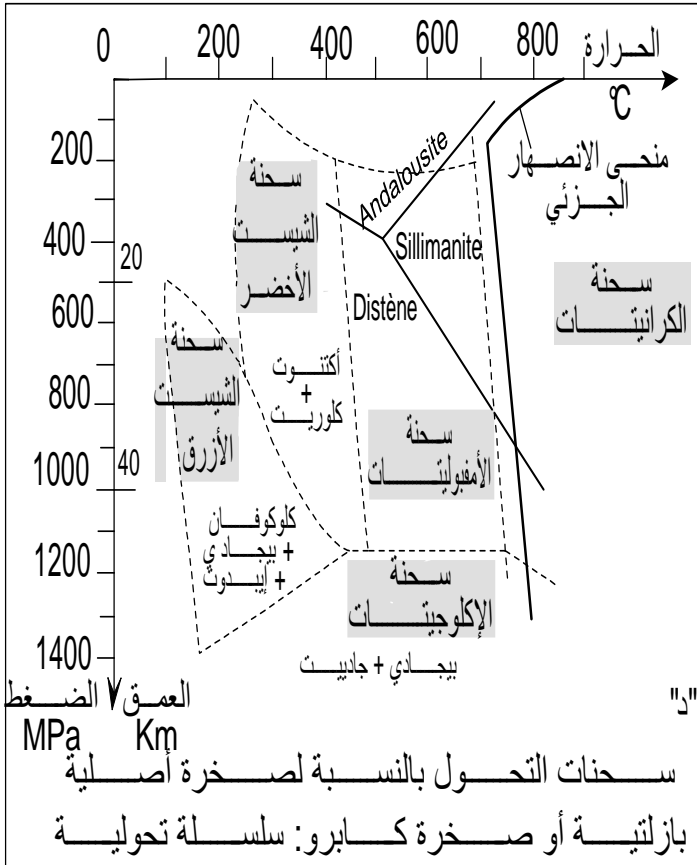 0 200 400 600 800 الحرارة
°C
منحى الانصهار
الجزئي
200
400
600
800
1000
1200
1400
20
40
Andalousite
Sillimanite
Distène
سحنة
الشيست
الأخضر
سحنة
الكرانيتات
سحنة
الشيست
الأزرق
أكتنوت
+
كلوريت
سحنة
الأمفبوليتات
كلوكوفان
+ بيجادي
+ إيبدوت
سحنة
الإكلوجيتات
بيجادي + جادييت
العمق الضغط
MPa Km
"د"
سحنات التحول بالنسبة لصخرة أصلية
بازلتية أو صخرة كابرو: سلسلة تحولية